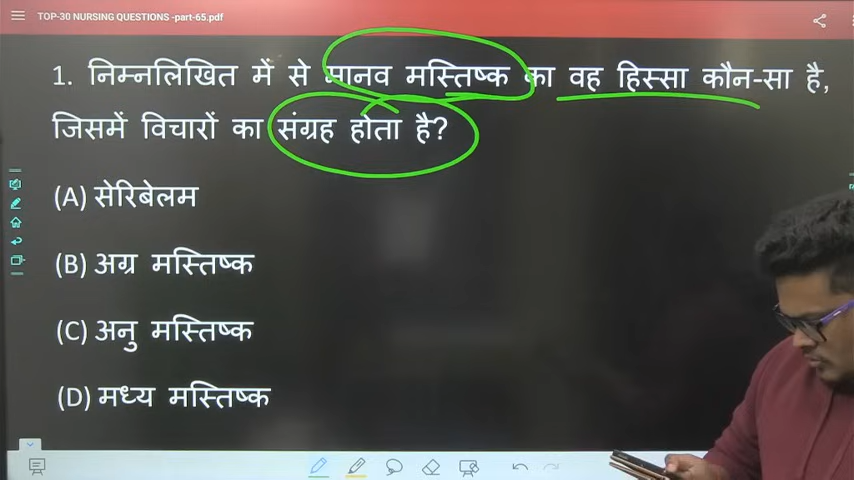 TOP-30 NURSING QUESTIONS -part-65.pdf
1. निम्नलिखित में से मानव मस्तिष्क का वह हिस्सा कौन-सा है,
जिसमें विचारों का संग्रह होता है?
(A) सेरिबेलम
(B) अग्र मस्तिष्क
(C) अनु मस्तिष्क
(D) मध्य मस्तिष्क